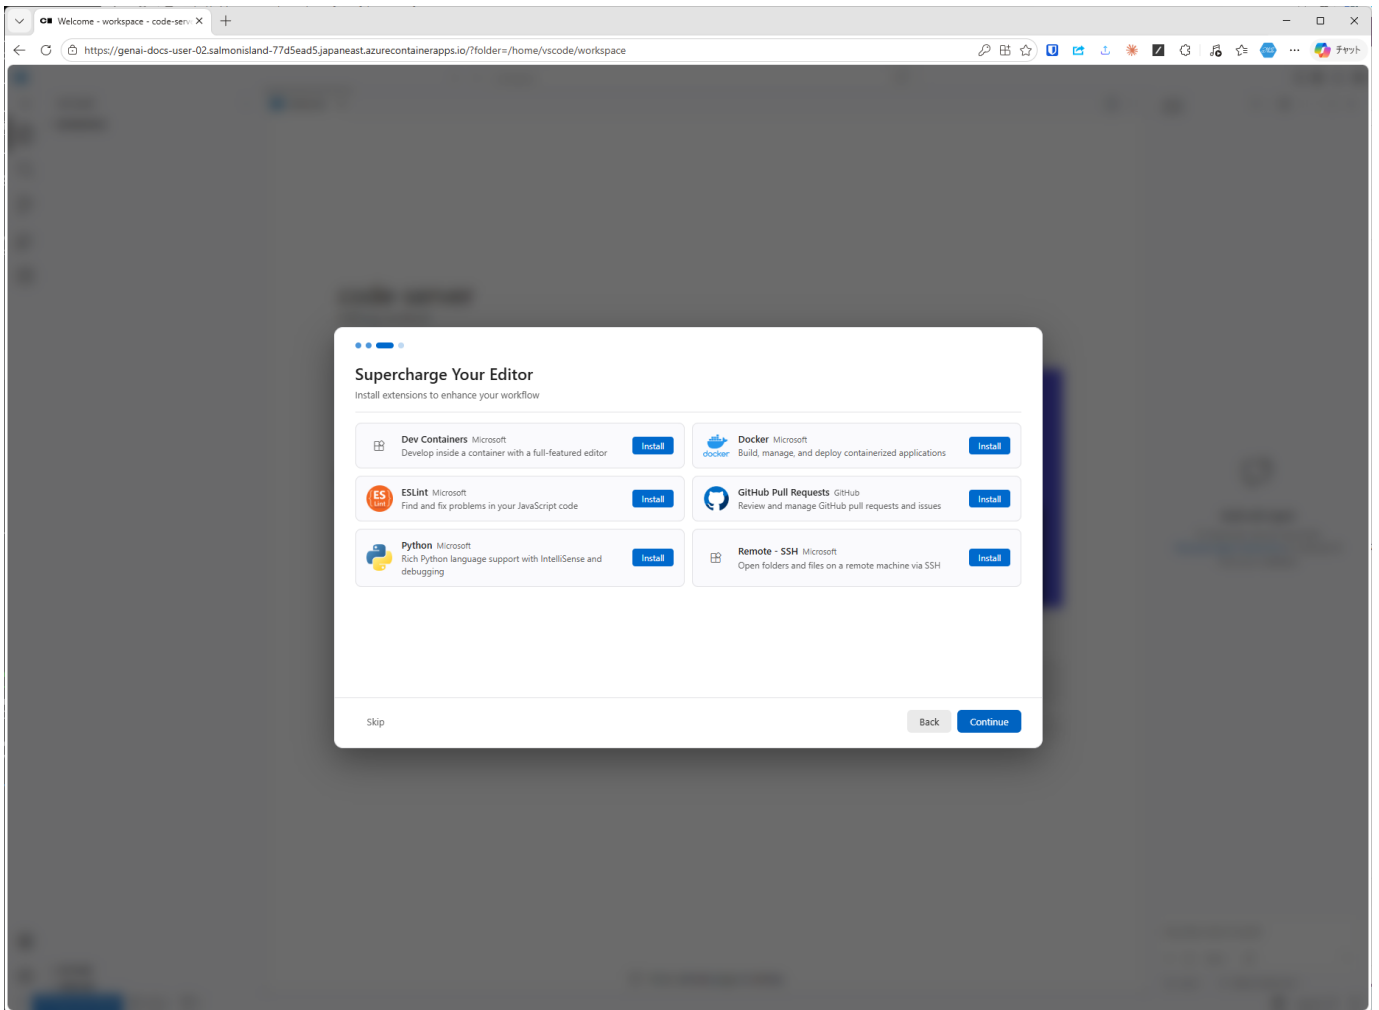 Welcome - workspace - code-serv
https://genai-docs-user-02.salmonisland-77d5ead5.japaneast.azurecontainerapps.io/?folder=/home/vscode/workspace
チャット
code-server
Supercharge Your Editor
Install extensions to enhance your workflow
Dev Containers Microsoft
Develop inside a container with a full-featured editor
Install
docker
Docker Microsoft
Build, manage, and deploy containerized applications
Install
ES
Lint
ESLint Microsoft
Find and fix problems in your JavaScript code
Install
GitHub Pull Requests GitHub
Review and manage GitHub pull requests and issues
Install
Python Microsoft
Rich Python language support with IntelliSense and
debugging
Install
Remote - SSH Microsoft
Open folders and files on a remote machine via SSH
Install
Skip
Back
Continue